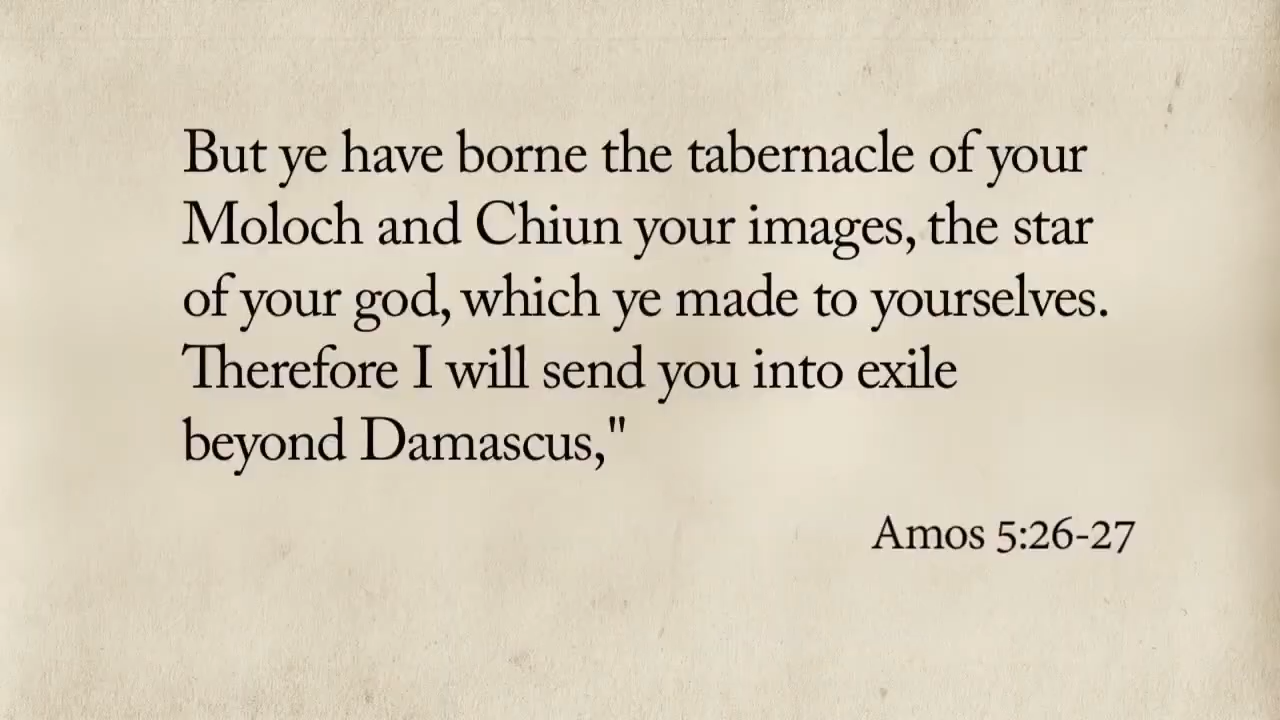 But ye have borne the tabernacle of your
Moloch and Chiun your images, the star
of your god, which ye made to yourselves.
Therefore I will send you into exile
beyond Damascus,"
Amos 5:26-27